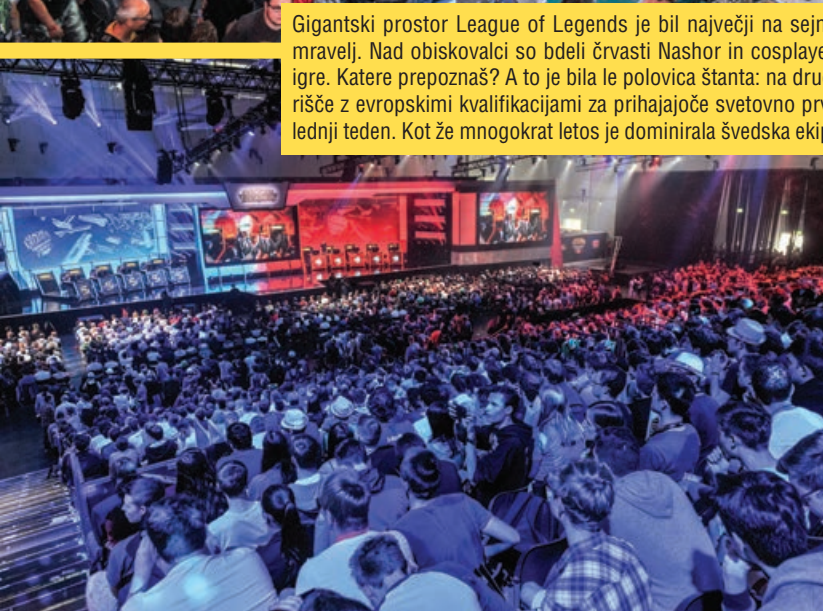 Gigantski prostor League of Legends je bil največji na sejn
mravelj. Nad obiskovalci so bdeli črvasti Nashor in cosplaye
igre. Katere prepoznaš? A to je bila le polovica štanta: na dru
rišče z evropskimi kvalifikacijami za prihajajoče svetovno prv
lednji teden. Kot že mnogokrat letos je dominirala švedska ekip